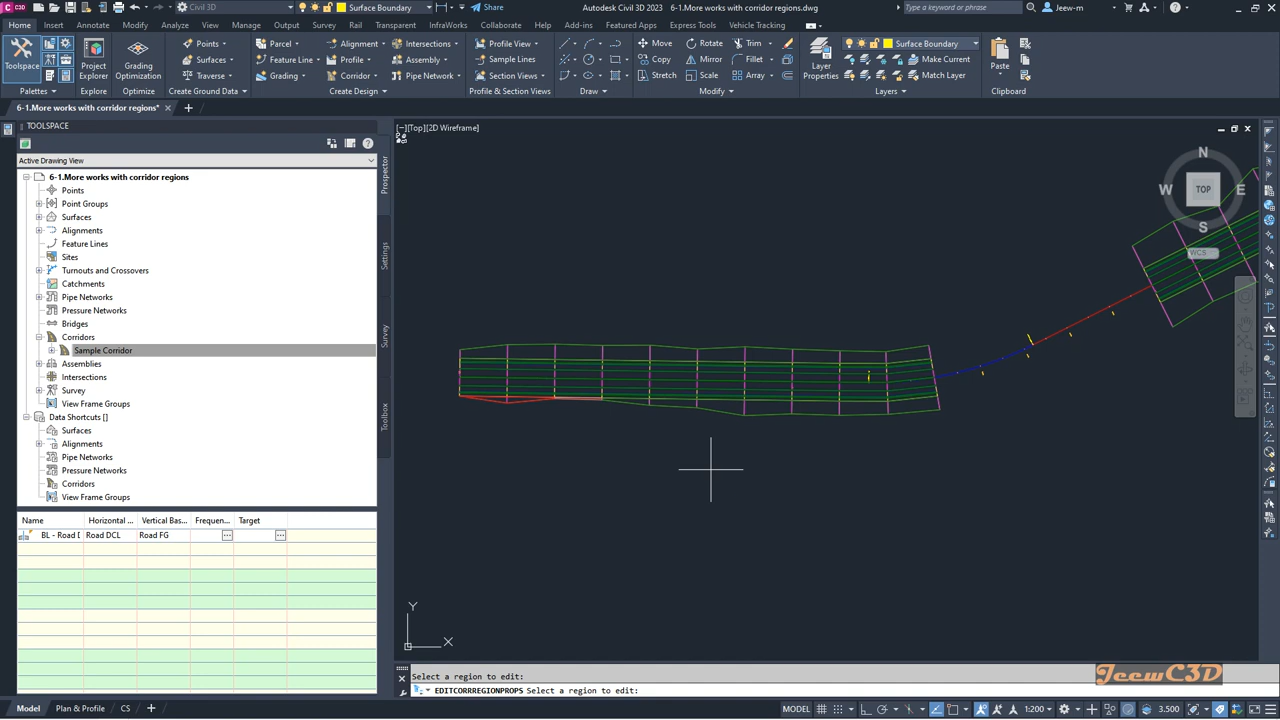 C3D
Civil 3D
Surface Boundary
Share
Autodesk Civil 3D 2023
6-1.More works with corridor regions.dwg
Type a keyword or phrase
Jeew-m
Home Insert Annotate Modify Analyze View Manage Output Survey Rail Transparent InfraWorks Collaborate Help Add-ins Featured Apps Express Tools Vehicle Tracking
Toolspace
Project Explorer
Grading Optimization
Points
Surfaces
Traverse
Parcel
Feature Line
Grading
Alignment
Profile
Corridor
Intersections
Assembly
Pipe Network
Profile View
Sample Lines
Section Views
Move
Copy
Stretch
Rotate
Mirror
Scale
Trim
Fillet
Array
Layer Properties
Surface Boundary
Make Current
Match Layer
Paste
Palettes
Explore
Optimize
Create Ground Data
Create Design
Profile & Section Views
Draw
Modify
Layers
Clipboard
6-1.More works with corridor regions*
TOOLSPACE
Active Drawing View
6-1.More works with corridor regions
Points
Point Groups
Surfaces
Alignments
Feature Lines
Sites
Turnouts and Crossovers
Catchments
Pipe Networks
Pressure Networks
Bridges
Corridors
Sample Corridor
Assemblies
Intersections
Survey
View Frame Groups
Data Shortcuts []
Surfaces
Alignments
Pipe Networks
Pressure Networks
Corridors
View Frame Groups
Prospector
Settings
Survey
Toolbox
Name Horizontal ... Vertical Bas... Frequen... Target
BL - Road D Road DCL Road FG
[−][Top][2D Wireframe]
N
W TOP E
S
WCS
Y
X
Select a region to edit:
EDITCORRREGIONPROPS Select a region to edit:
JeewC3D
Model Plan & Profile CS
MODEL
1:200
3.500